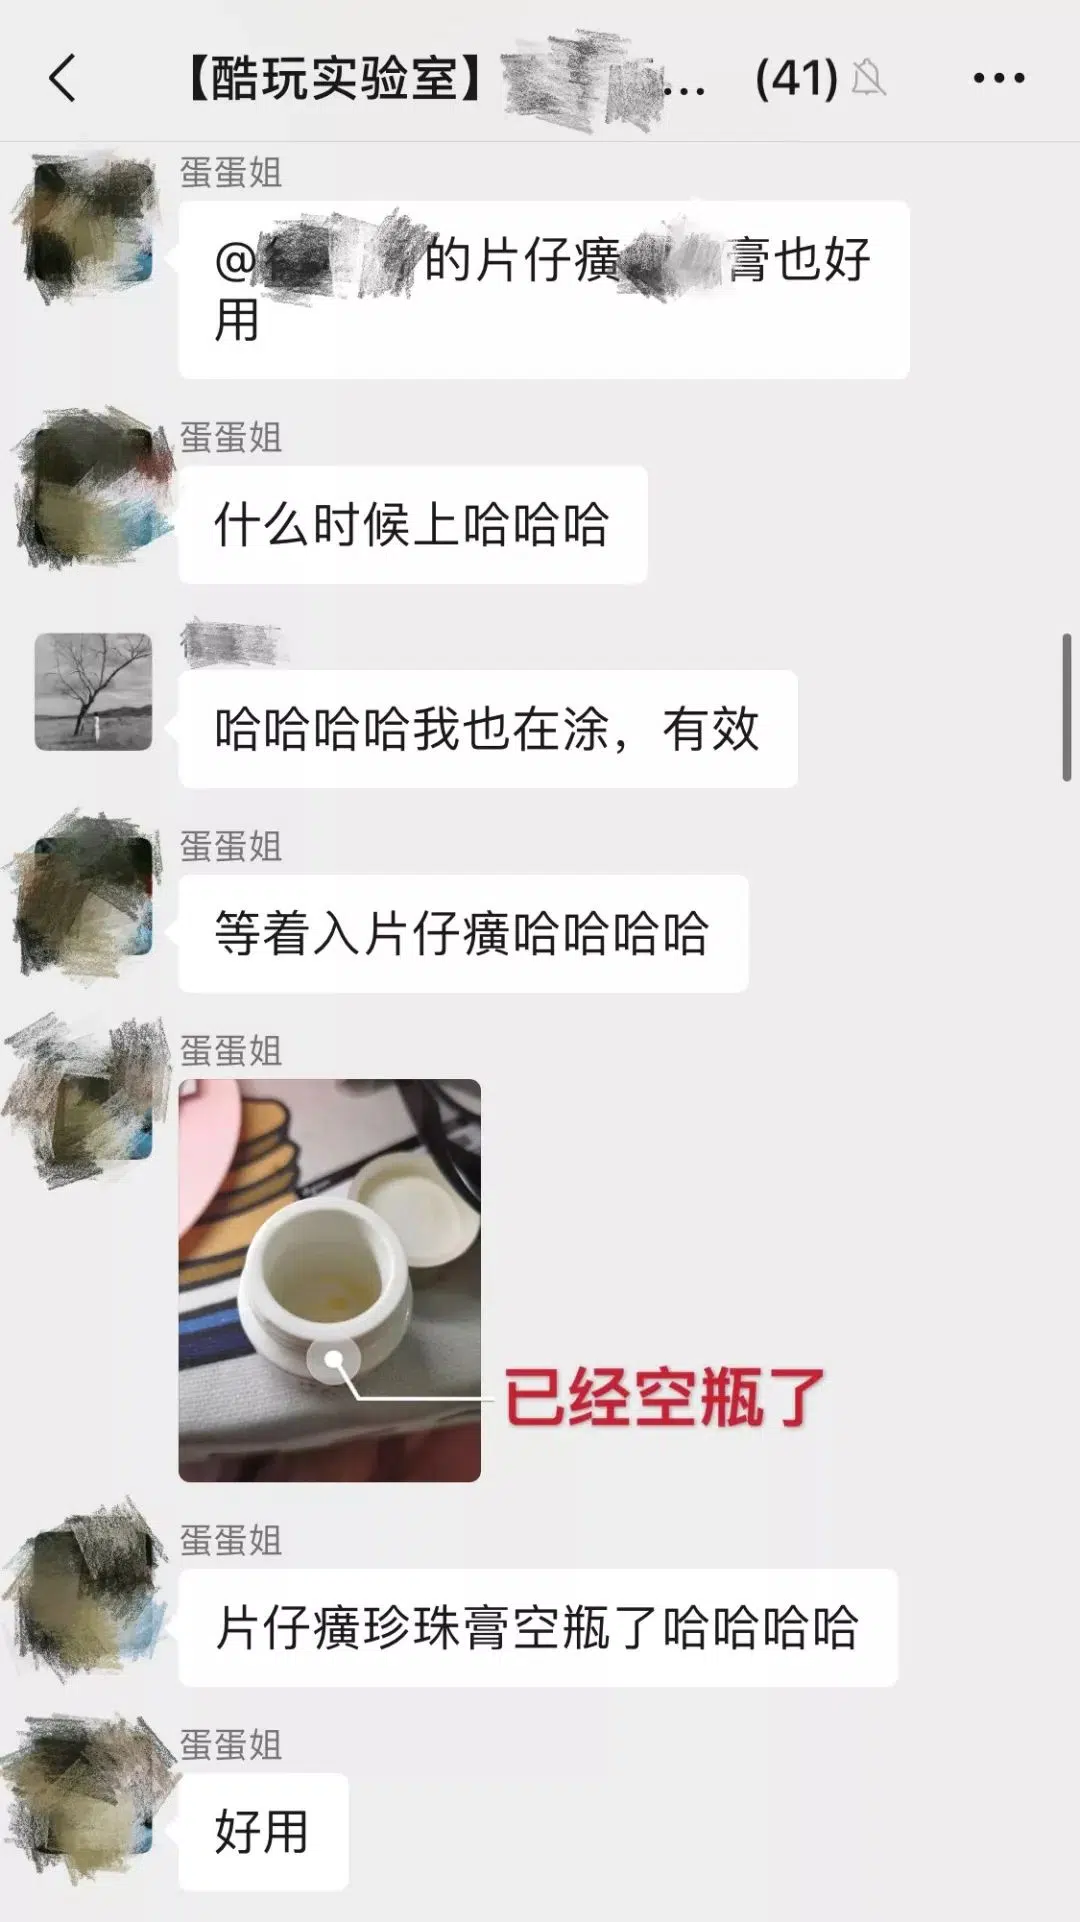 【酷玩实验室】
... (41)
蛋蛋姐
@ 的片仔癀 膏也好
用
蛋蛋姐
什么时候上哈哈哈
哈哈哈哈我也在涂，有效
蛋蛋姐
等着入片仔癀哈哈哈哈
蛋蛋姐
已经空瓶了
蛋蛋姐
片仔癀珍珠膏空瓶了哈哈哈哈
蛋蛋姐
好用